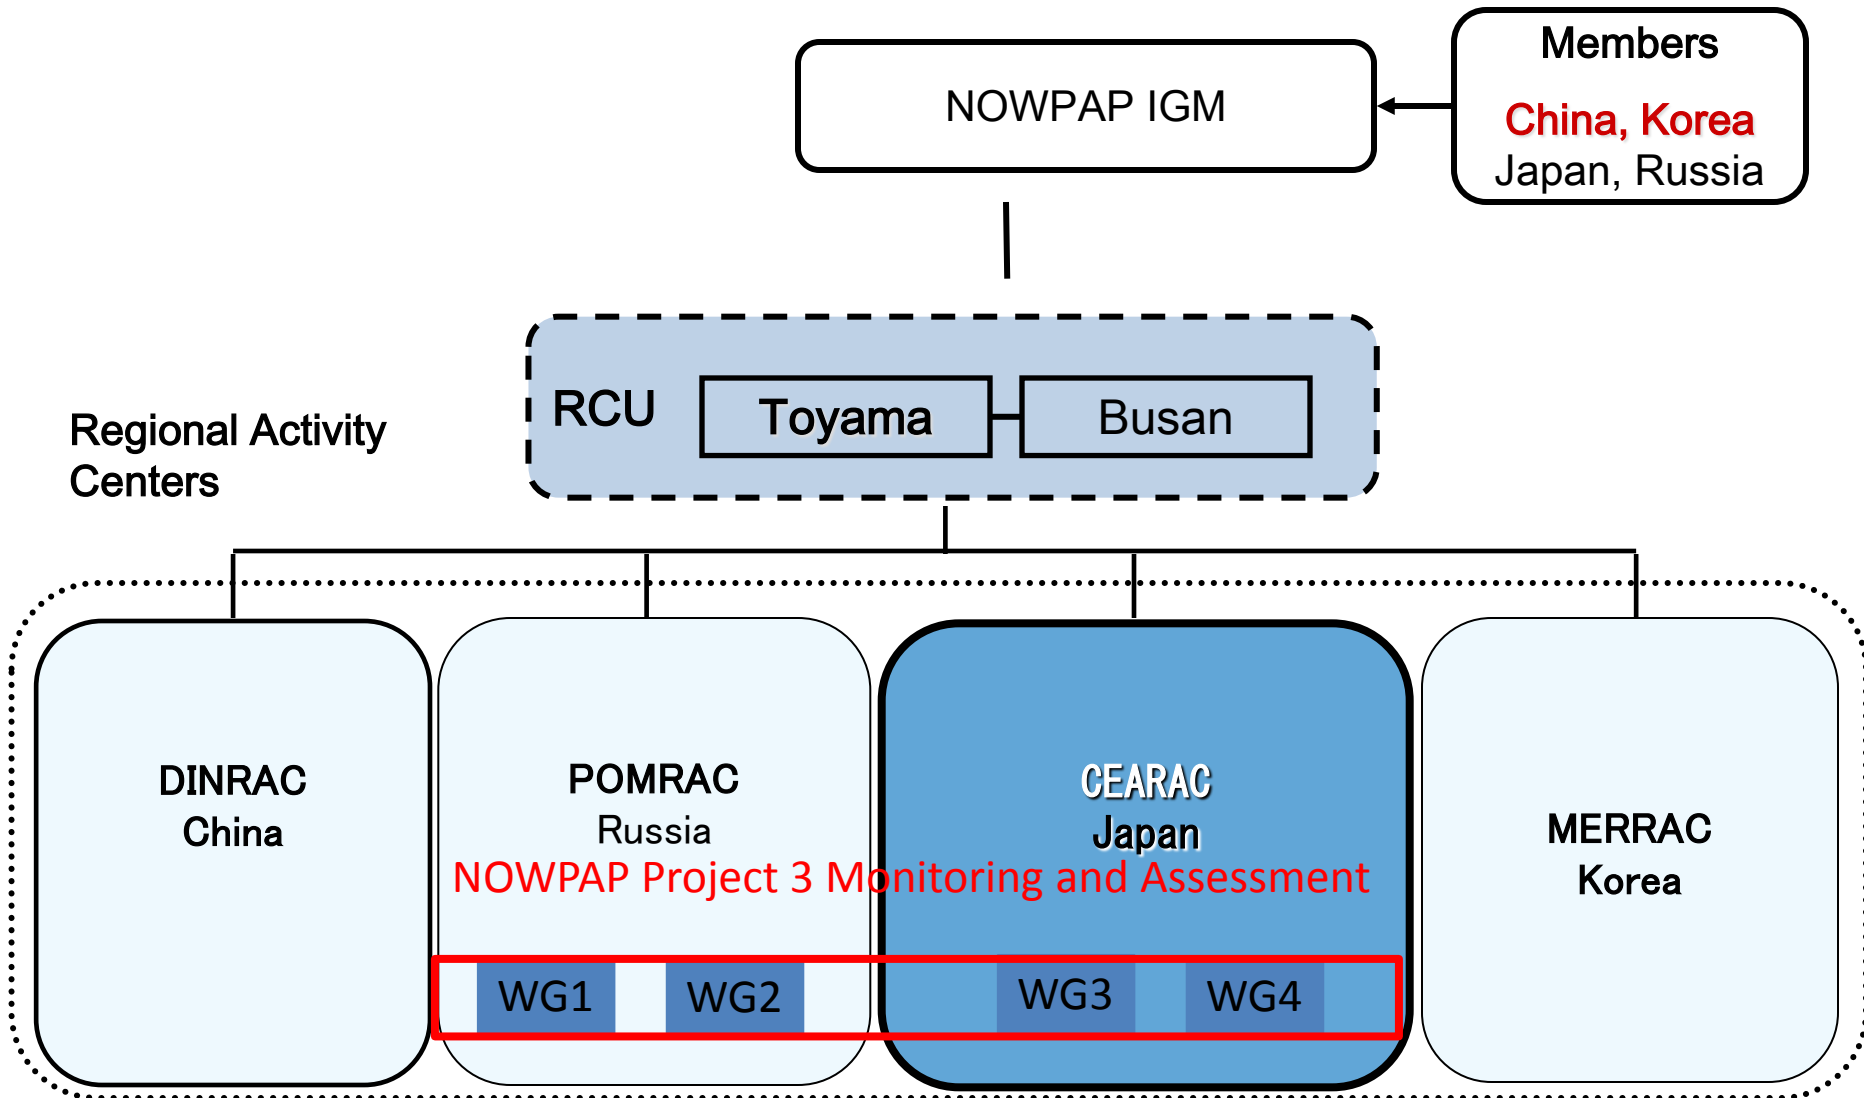 Members
NOWPAP IGM
China, Korea
Japan, Russia
RCU
Toyama
Busan
Regional Activity
Centers
DINRAC
China
POMRAC
Russia
CEARAC
Japan
MERRAC
Korea
NOWPAP Project 3 Monitoring and Assessment
WG1
WG2
WG3
WG4